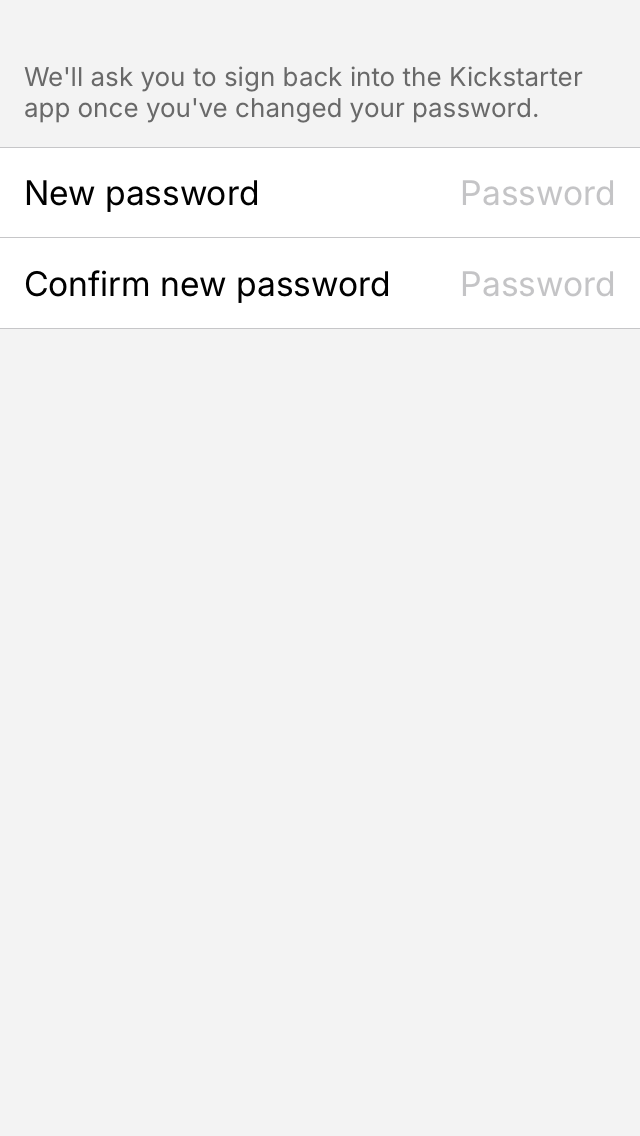 We'll ask you to sign back into the Kickstarter
app once you've changed your password.
New password Password
Confirm new password Password